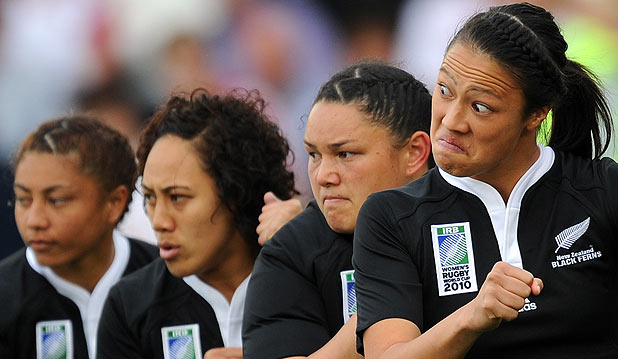 IRB
WOMEN'S
RUGBY
WORLD CUP
2010
New Zealand
BLACK FERNS